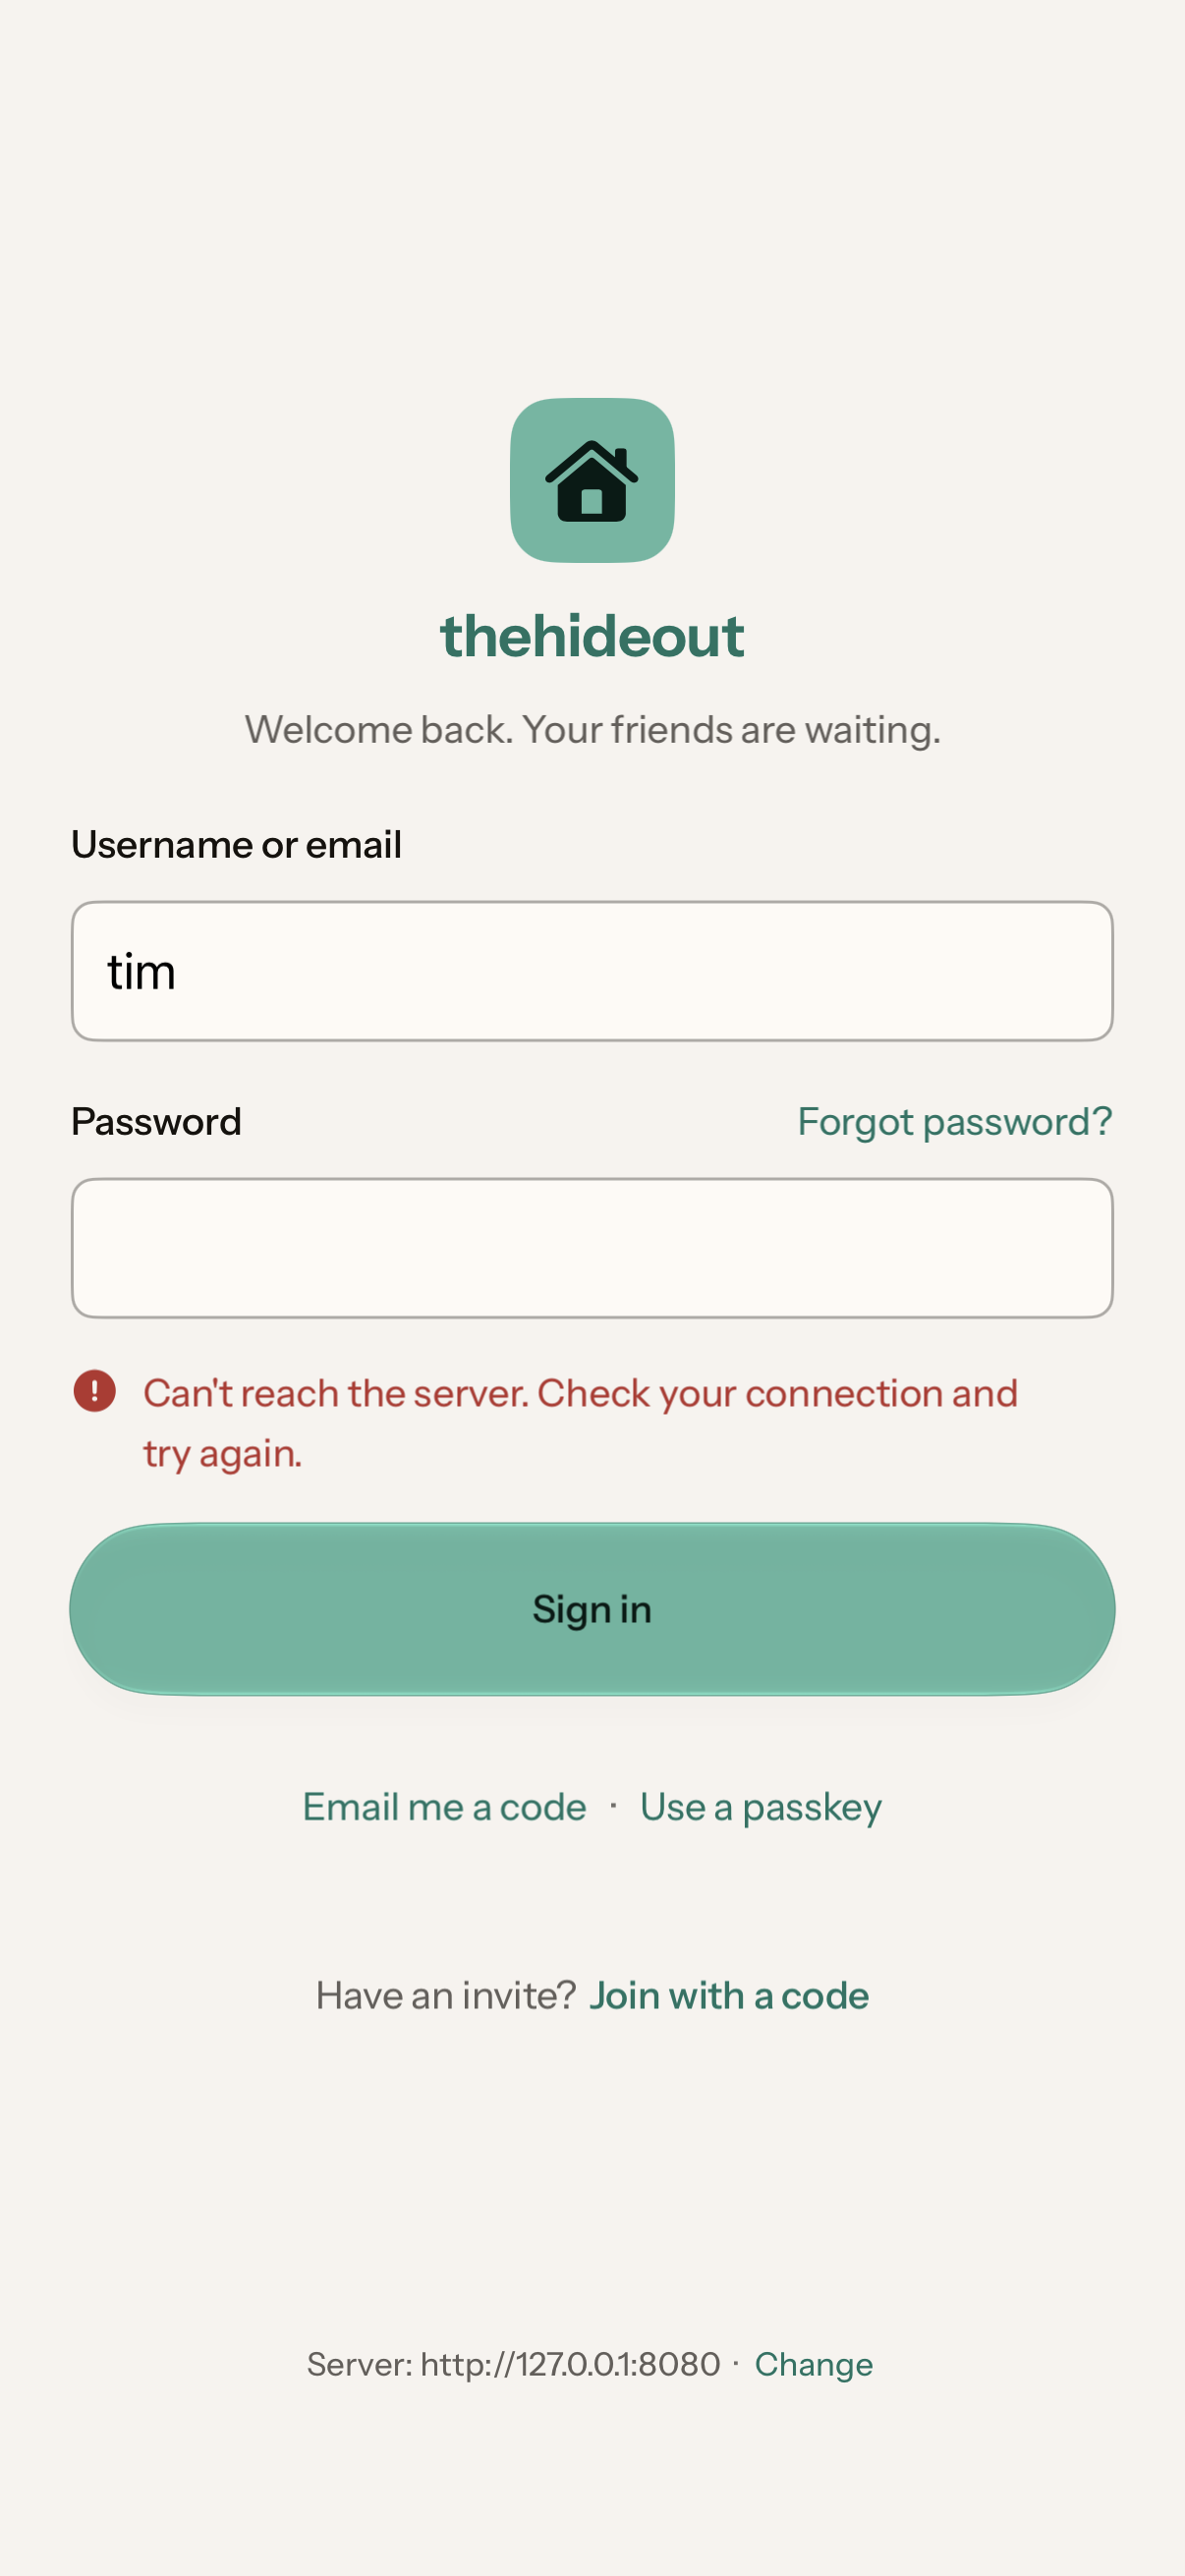 thehideout
Welcome back. Your friends are waiting.
Username or email
tim
Password Forgot password?
Can't reach the server. Check your connection and
try again.
Sign in
Email me a code · Use a passkey
Have an invite? Join with a code
Server: http://127.0.0.1:8080 · Change